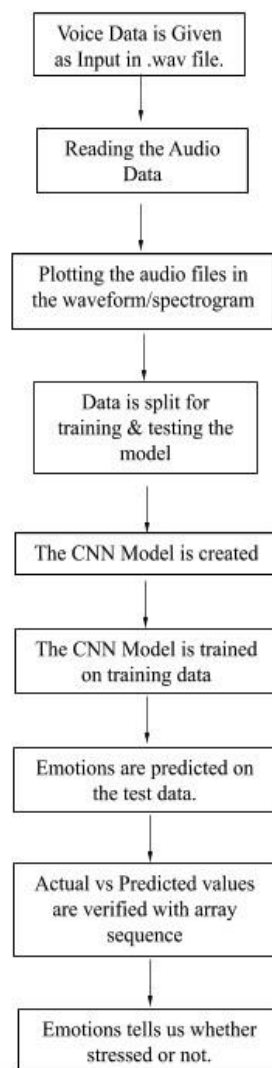 Voice Data is Given
as Input in .wav file.
Reading the Audio
Data
Plotting the audio files in
the waveform/spectrogram
Data is split for
training & testing the
model
The CNN Model is created
The CNN Model is trained
on training data
Emotions are predicted on
the test data.
Actual vs Predicted values
are verified with array
sequence
Emotions tells us whether
stressed or not.